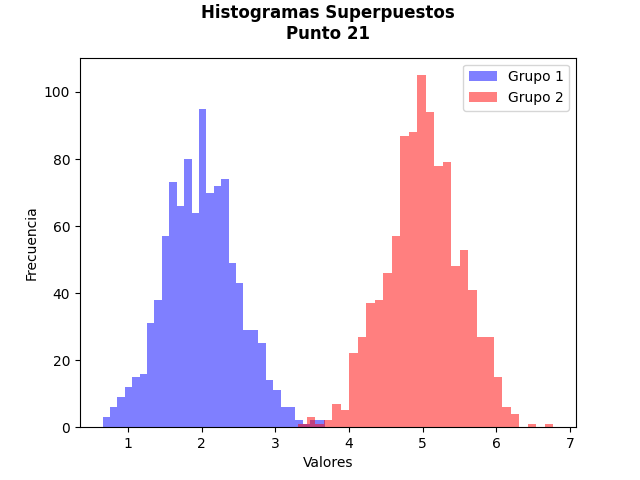 Histogramas Superpuestos
Punto 21
Grupo 1
Grupo 2
Frecuencia
100
80
60
40
20
0
1 2 3 4 5 6 7
Valores